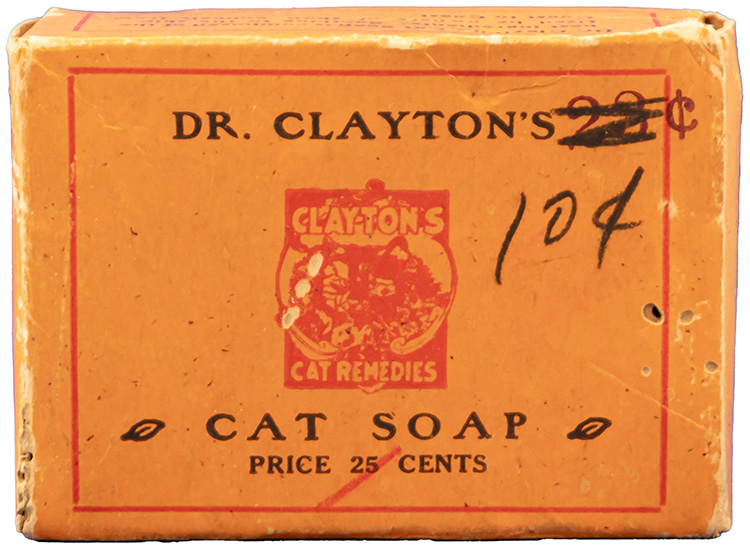 DR. CLAYTON'S
¢
10¢
CLAYTON'S
CAT REMEDIES
CAT SOAP
PRICE 25 CENTS